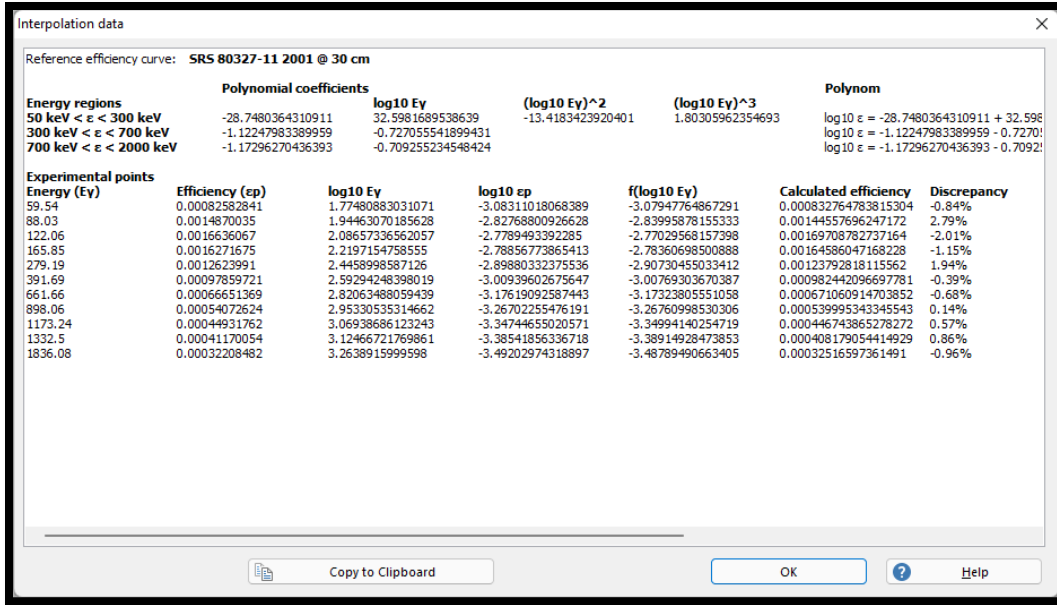 Interpolation data
Reference efficiency curve: SRS 80327-11 2001 @ 30 cm
Polynomial coefficients Polynom
Energy regions log10 Ey (log10 Ey)^2 (log10 Ey)^3
50 keV < ε < 300 keV -28.7480364310911 32.5981689538639 -13.4183423920401 1.80305962354693 log10 ε = -28.7480364310911 + 32.598
300 keV < ε < 700 keV -1.12247983389959 -0.727055541899431 log10 ε = -1.12247983389959 - 0.7270
700 keV < ε < 2000 keV -1.17296270436393 -0.709255234548424 log10 ε = -1.17296270436393 - 0.7092
Experimental points
Energy (Eγ) Efficiency (εp) log10 Eγ log10 εp f(log10 Eγ) Calculated efficiency Discrepancy
59.54 0.00082582841 1.77480883031071 -3.08311018068389 -3.07947764867291 0.000832764783815304 -0.84%
88.03 0.0014870035 1.94463070185628 -2.82768800926628 -2.83995878155333 0.00144557696247172 2.79%
122.06 0.0016636067 2.08657336562057 -2.7789493392285 -2.77029568157398 0.00169708782737164 -2.01%
165.85 0.0016271675 2.2197154758555 -2.78856773865413 -2.78360698500888 0.00164586047168228 -1.15%
279.19 0.0012623991 2.4458998587126 -2.89880332375536 -2.90730455033412 0.00123792818115562 1.94%
391.69 0.00097859721 2.59294248398019 -3.00939602675647 -3.00769303670387 0.000982442096697781 -0.39%
661.66 0.00066651369 2.82063488059439 -3.17619092587443 -3.17323805551058 0.000671060914703852 -0.68%
898.06 0.00054072624 2.95330535314662 -3.26702255476191 -3.26760998530306 0.000539995343345543 0.14%
1173.24 0.00044931762 3.06938686123243 -3.34744655020571 -3.34994140254719 0.000446743865278272 0.57%
1332.5 0.00041170054 3.12466721769861 -3.38541856336718 -3.38914928473853 0.000408179054414929 0.86%
1836.08 0.00032208482 3.2638915999598 -3.49202974318897 -3.48789490663405 0.00032516597361491 -0.96%
Copy to Clipboard OK ? Help